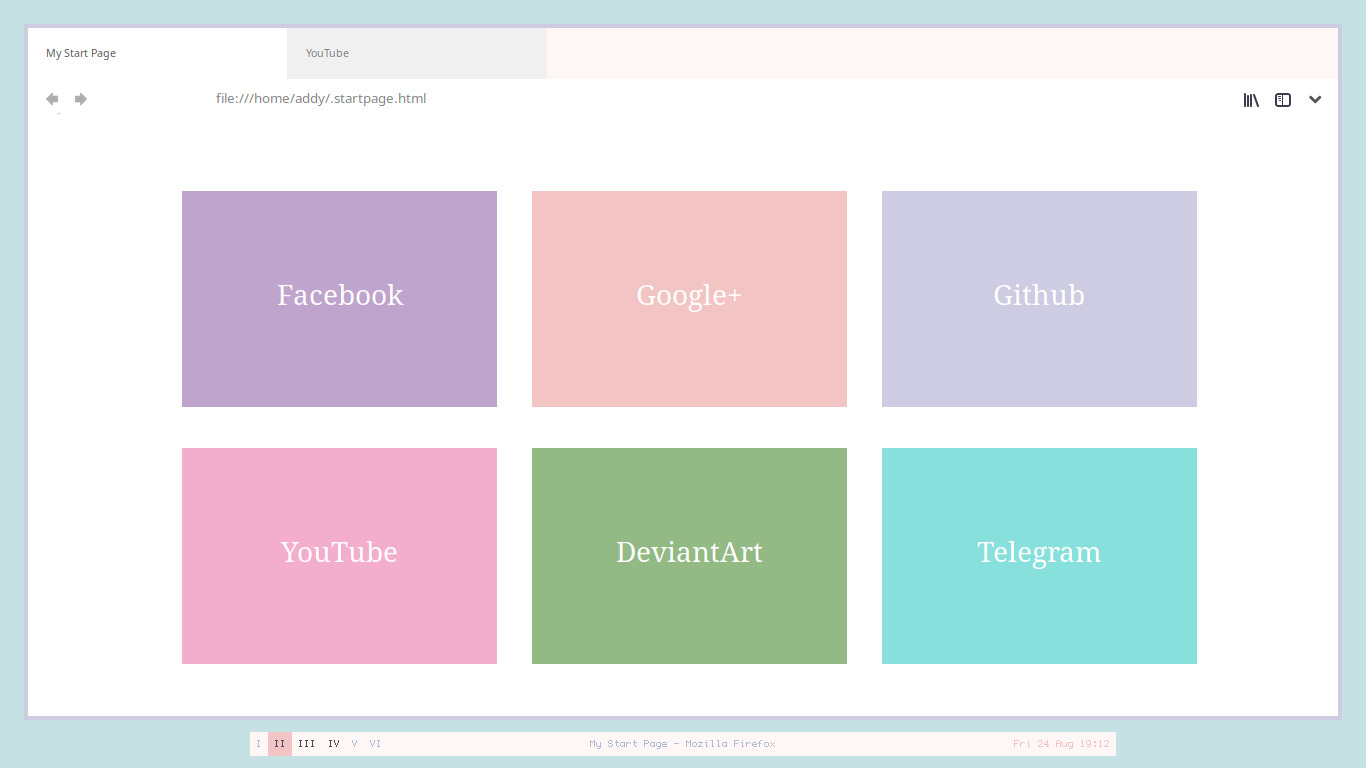 My Start Page YouTube
file:///home/addy/.startpage.html
Facebook Google+ Github
YouTube DeviantArt Telegram
I II III IV V VI My Start Page - Mozilla Firefox Fri 24 Aug 19:12